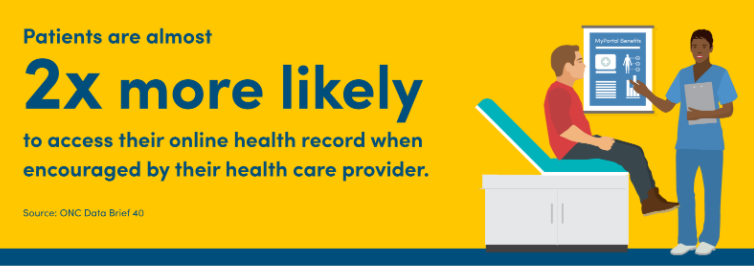 Patients are almost
2x more likely
to access their online health record when
encouraged by their health care provider.
Source: ONC Data Brief 40
MyPortal Benefits